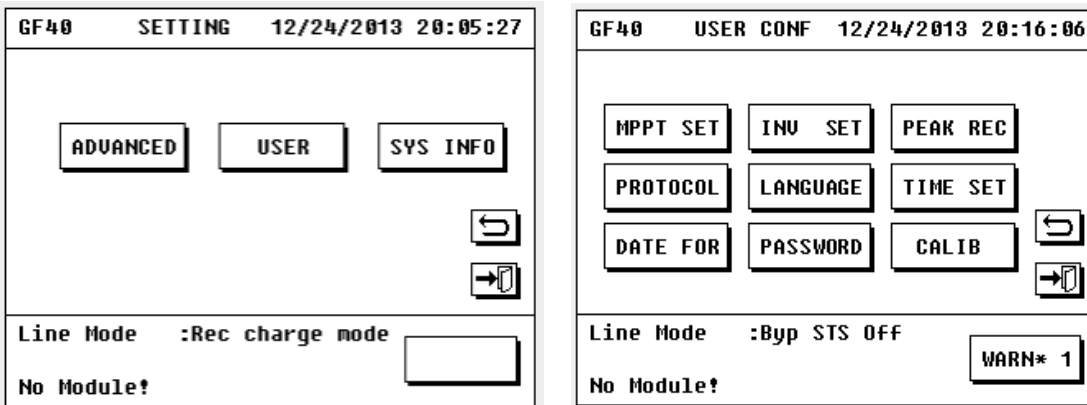 GF40 SETTING 12/24/2013 20:05:27
ADVANCED USER SYS INFO
Line Mode :Rec charge mode
No Module!
GF40 USER CONF 12/24/2013 20:16:06
MPPT SET INV SET PEAK REC
PROTOCOL LANGUAGE TIME SET
DATE FOR PASSWORD CALIB
Line Mode :Byp STS Off
WARN* 1
No Module!